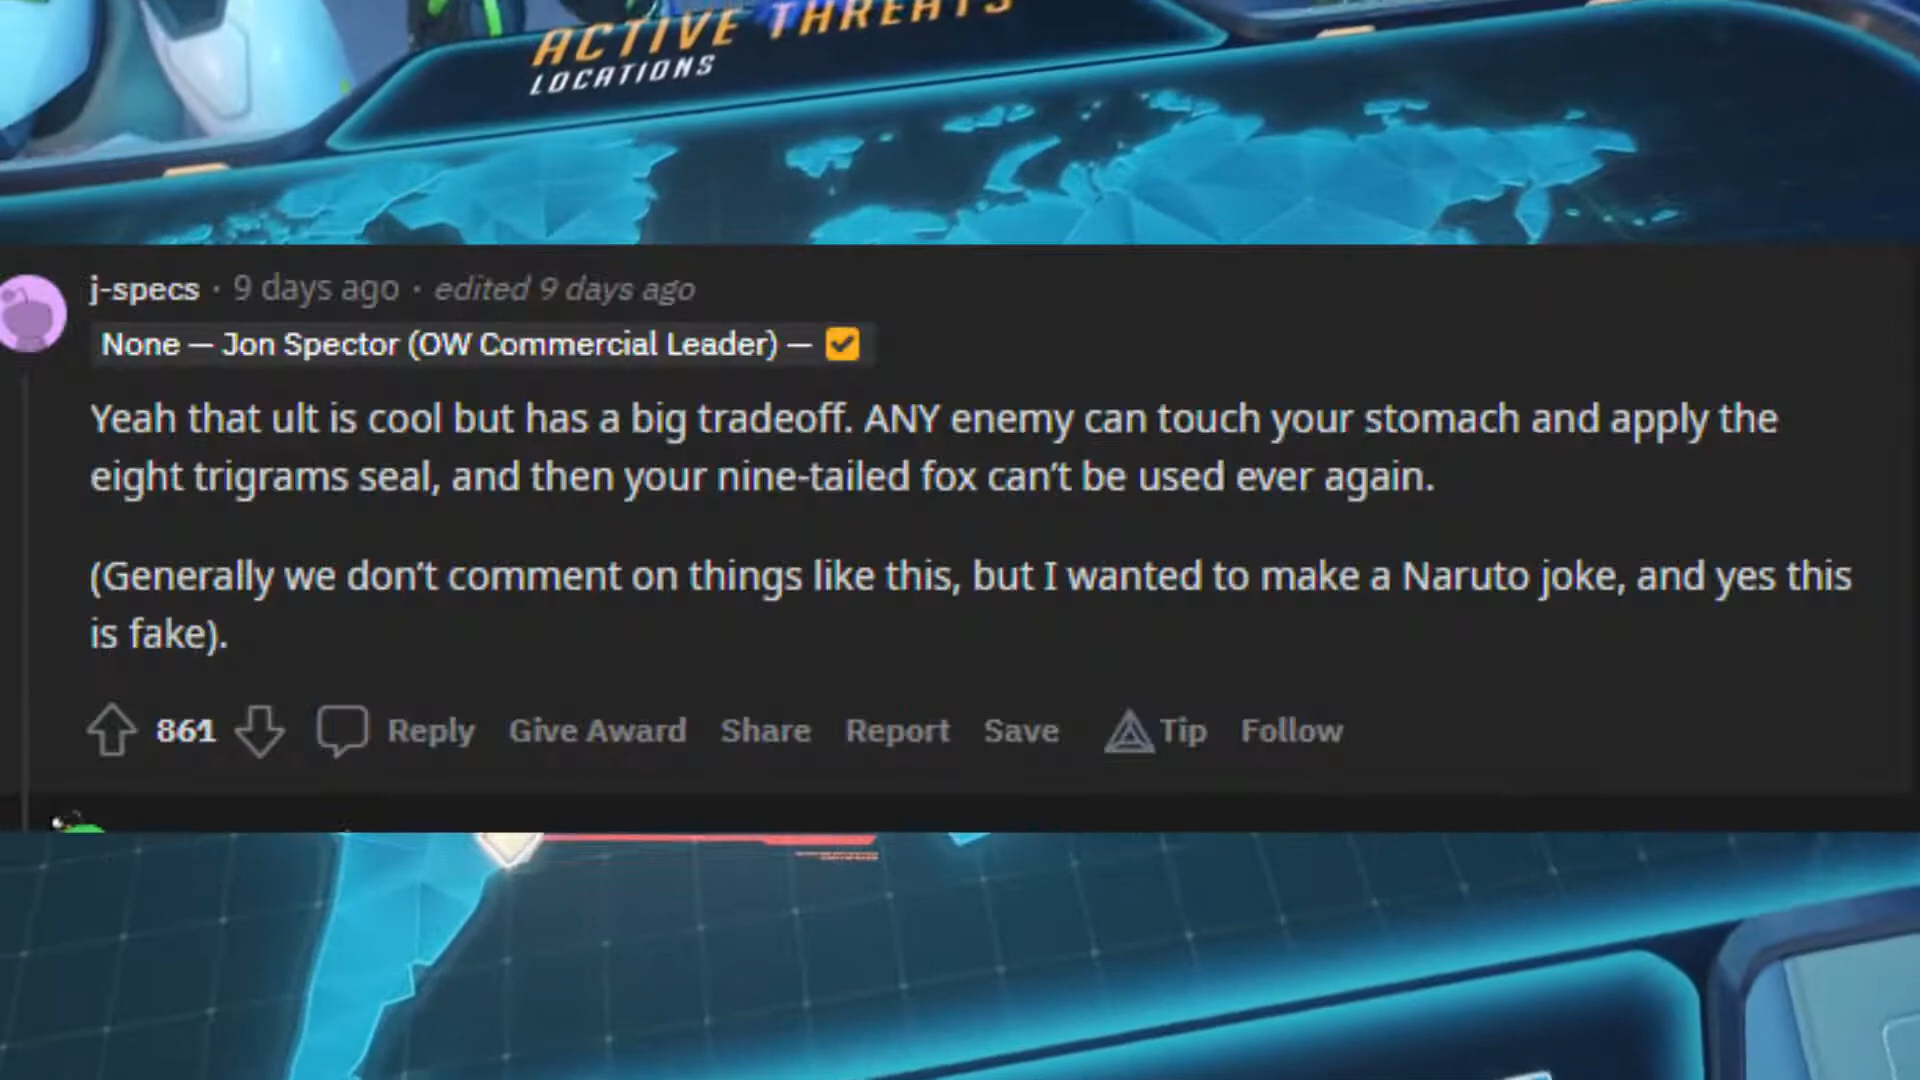 ACTIVE THREATS
LOCATIONS
j-specs · 9 days ago · edited 9 days ago
None — Jon Spector (OW Commercial Leader) — ✔
Yeah that ult is cool but has a big tradeoff. ANY enemy can touch your stomach and apply the
eight trigrams seal, and then your nine-tailed fox can't be used ever again.
(Generally we don't comment on things like this, but I wanted to make a Naruto joke, and yes this
is fake).
861 Reply Give Award Share Report Save Tip Follow